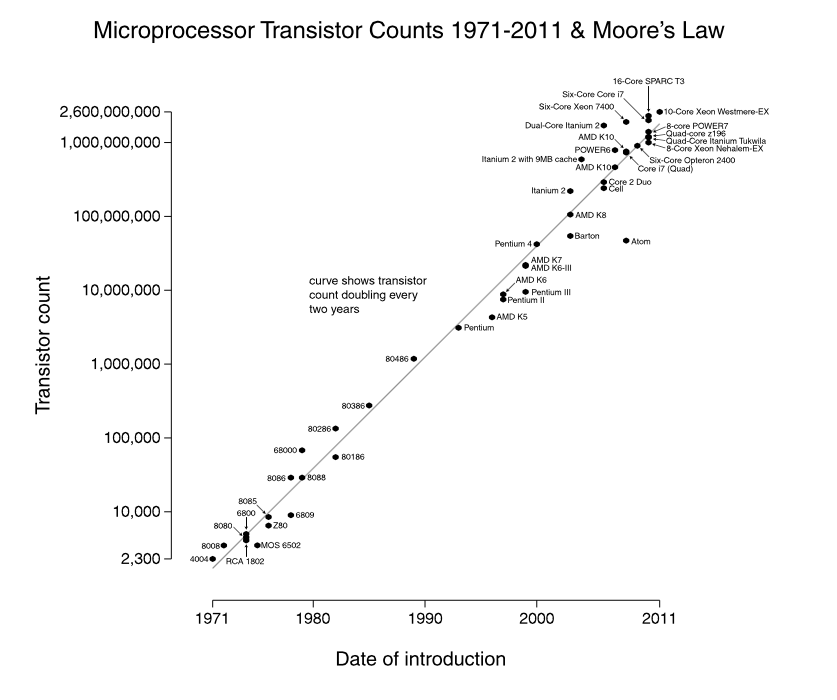 Microprocessor Transistor Counts 1971-2011 & Moore's Law
16-Core SPARC T3
Six-Core Core i7
Six-Core Xeon 7400
10-Core Xeon Westmere-EX
Dual-Core Itanium 2
8-core POWER7
Quad-core z196
AMD K10
Quad-Core Itanium Tukwila
POWER6
8-Core Xeon Nehalem-EX
Itanium 2 with 9MB cache
Six-Core Opteron 2400
AMD K10
Core i7 (Quad)
Core 2 Duo
Itanium 2
Cell
AMD K8
Barton
Atom
Pentium 4
AMD K7
AMD K6-III
AMD K6
Pentium III
Pentium II
AMD K5
Pentium
80486
80386
80286
68000
80186
8086
8088
8085
6800
6809
8080
Z80
8008
MOS 6502
4004
RCA 1802
curve shows transistor
count doubling every
two years
2,600,000,000
1,000,000,000
100,000,000
10,000,000
1,000,000
100,000
10,000
2,300
Transistor count
1971
1980
1990
2000
2011
Date of introduction